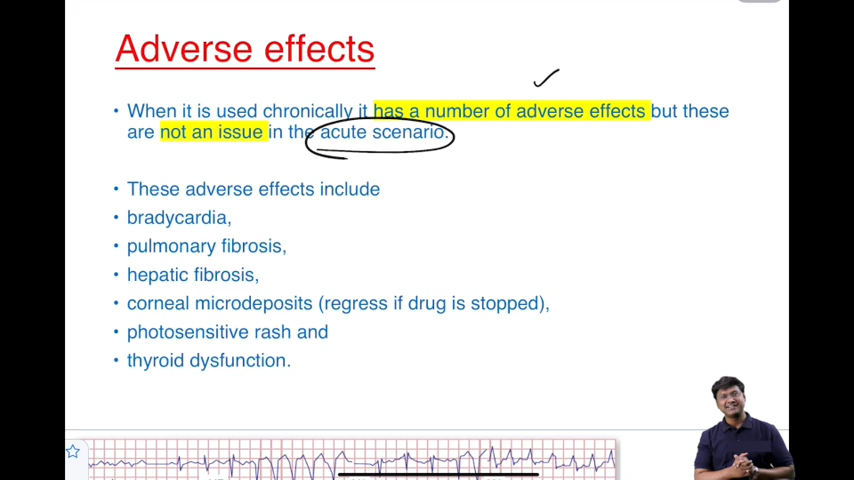 Adverse effects
• When it is used chronically it has a number of adverse effects but these
are not an issue in the acute scenario.
• These adverse effects include
• bradycardia,
• pulmonary fibrosis,
• hepatic fibrosis,
• corneal microdeposits (regress if drug is stopped),
• photosensitive rash and
• thyroid dysfunction.